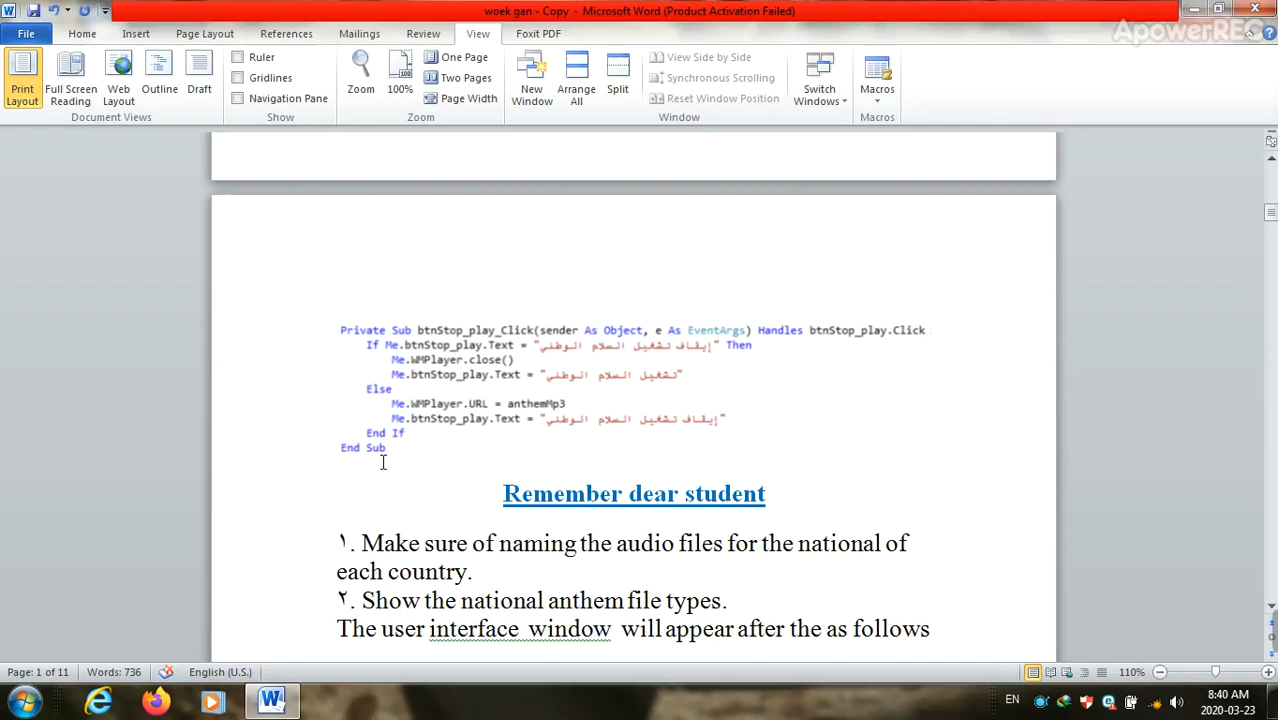 woek gan - Copy - Microsoft Word (Product Activation Failed)
ApowerREC
File Home Insert Page Layout References Mailings Review View Foxit PDF
Print Layout
Full Screen Reading
Web Layout
Outline
Draft
Document Views
Ruler
Gridlines
Navigation Pane
Show
Zoom
100%
One Page
Two Pages
Page Width
Zoom
New Window
Arrange All
Split
View Side by Side
Synchronous Scrolling
Reset Window Position
Window
Switch Windows
Macros
Macros
Private Sub btnStop_play_Click(sender As Object, e As EventArgs) Handles btnStop_play.Click
If Me.btnStop_play.Text = "إيقاف تشغيل السلام الوطني" Then
Me.WMPlayer.close()
Me.btnStop_play.Text = "تشغيل السلام الوطني"
Else
Me.WMPlayer.URL = anthemMp3
Me.btnStop_play.Text = "إيقاف تشغيل السلام الوطني"
End If
End Sub
Remember dear student
١. Make sure of naming the audio files for the national of
each country.
٢. Show the national anthem file types.
The user interface window will appear after the as follows
Page: 1 of 11 Words: 736 English (U.S.) 110%
EN
8:40 AM
2020-03-23